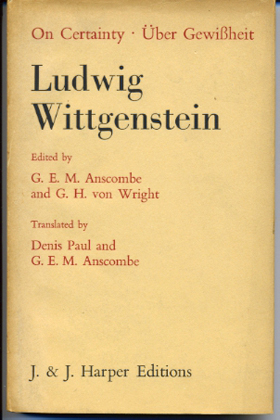 On Certainty · Über Gewißheit
Ludwig
Wittgenstein
Edited by
G. E. M. Anscombe
and G. H. von Wright
Translated by
Denis Paul and
G. E. M. Anscombe
J. & J. Harper Editions